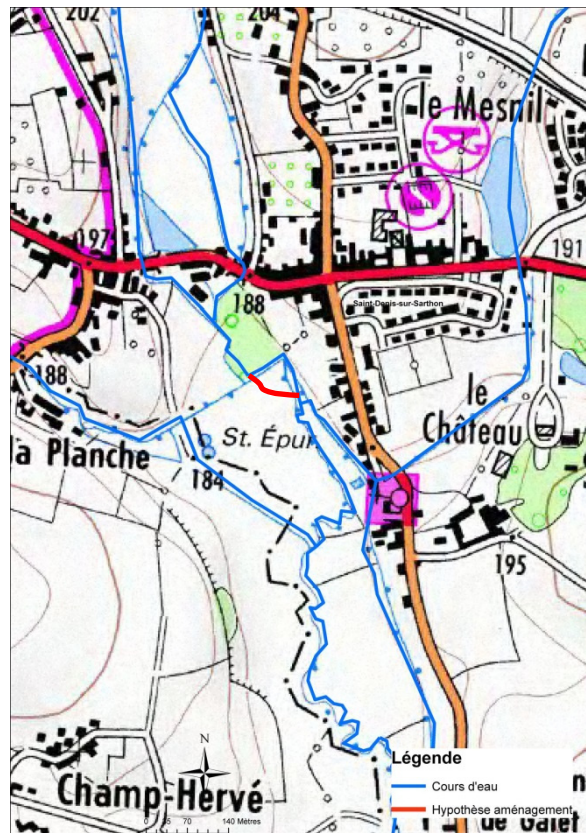 202
204
le Mesnil
197
191
188
Saint-Denis-sur-Sarthon
188
le
Château
St. Épur
la Planche
184
195
N
Légende
Cours d'eau
Champ-Hervé
0 35 70 140 Mètres
Hypothèse aménagement